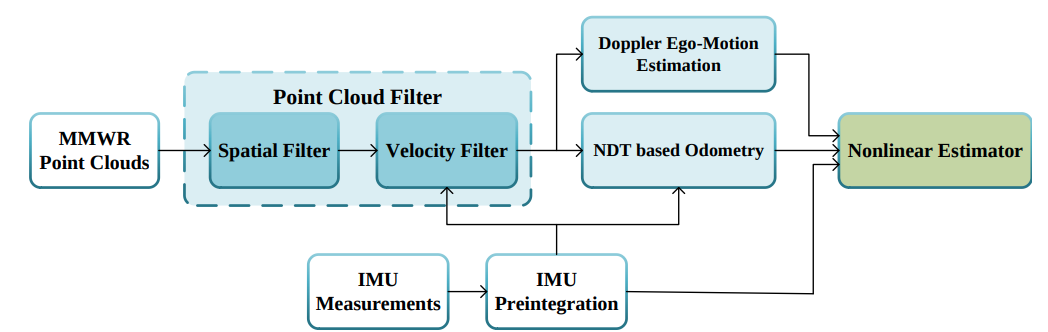 Doppler Ego-Motion
Estimation
Point Cloud Filter
MMWR
Point Clouds
Spatial Filter
Velocity Filter
NDT based Odometry
Nonlinear Estimator
IMU
Measurements
IMU
Preintegration